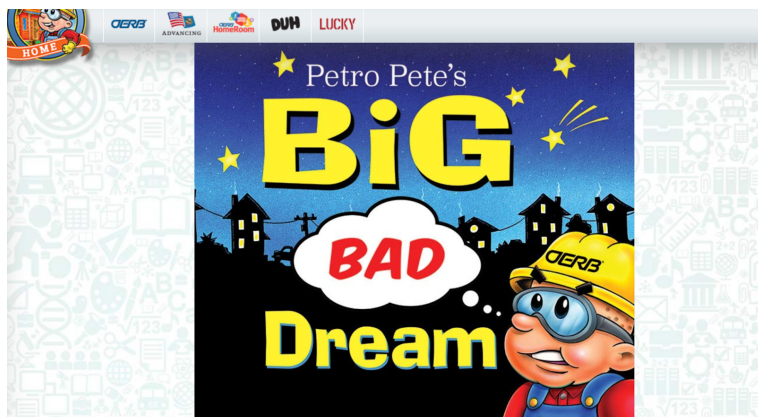 HOME
OERB
ADVANCING
OERB
HomeRoom
DUH
LUCKY
Petro Pete's
BiG
BAD
Dream
OERB